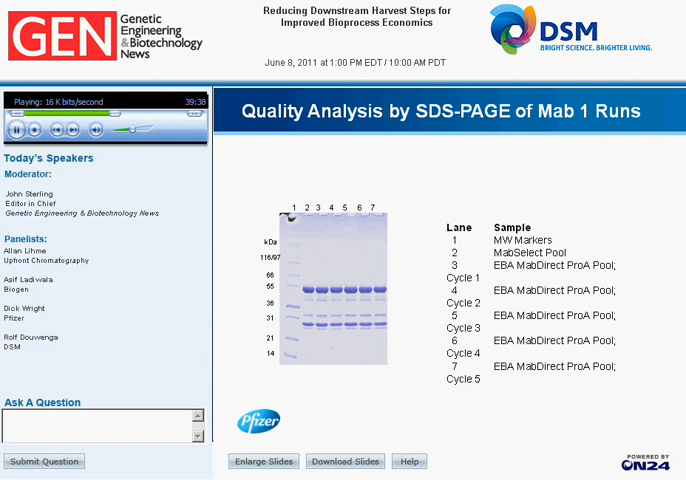 GEN
Genetic
Engineering
& Biotechnology
News
Reducing Downstream Harvest Steps for
Improved Bioprocess Economics
June 8, 2011 at 1:00 PM EDT / 10:00 AM PDT
DSM
BRIGHT SCIENCE. BRIGHTER LIVING.
Playing: 16 K bits/second 39:38
Today's Speakers
Moderator:
John Sterling
Editor in Chief
Genetic Engineering & Biotechnology News
Panelists:
Allan Lihme
Upfront Chromatography
Asif Ladiwala
Biogen
Dick Wright
Pfizer
Rolf Douwenga
DSM
Ask A Question
Submit Question
Quality Analysis by SDS-PAGE of Mab 1 Runs
1 2 3 4 5 6 7
kDa
116/97
66
55
36
31
21
14
Lane Sample
1 MW Markers
2 MabSelect Pool
3 EBA MabDirect ProA Pool;
Cycle 1
4 EBA MabDirect ProA Pool;
Cycle 2
5 EBA MabDirect ProA Pool;
Cycle 3
6 EBA MabDirect ProA Pool;
Cycle 4
7 EBA MabDirect ProA Pool;
Cycle 5
Pfizer
Enlarge Slides Download Slides Help
POWERED BY
ON24